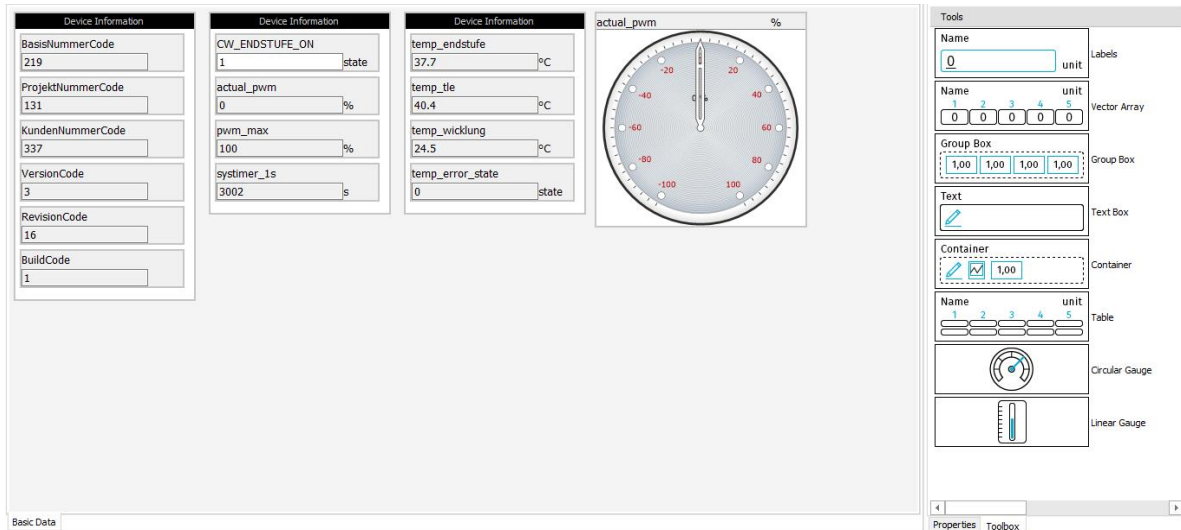 Device Information
BasisNummerCode
219
ProjektNummerCode
131
KundenNummerCode
337
VersionCode
3
RevisionCode
16
BuildCode
1
Device Information
CW_ENDSTUFE_ON
1 state
actual_pwm
0 %
pwm_max
100 %
systimer_1s
3002 s
Device Information
temp_endstufe
37.7 °C
temp_tle
40.4 °C
temp_wicklung
24.5 °C
temp_error_state
0 state
actual_pwm %
-20 20
-40 40
-60 60
-80 80
-100 100
Tools
Name
0 unit
Labels
Name unit
1 2 3 4 5
0 0 0 0 0
Vector Array
Group Box
1,00 1,00 1,00 1,00
Group Box
Text
Text Box
Container
1,00
Container
Name unit
1 2 3 4 5
Table
Circular Gauge
Linear Gauge
Basic Data
Properties Toolbox